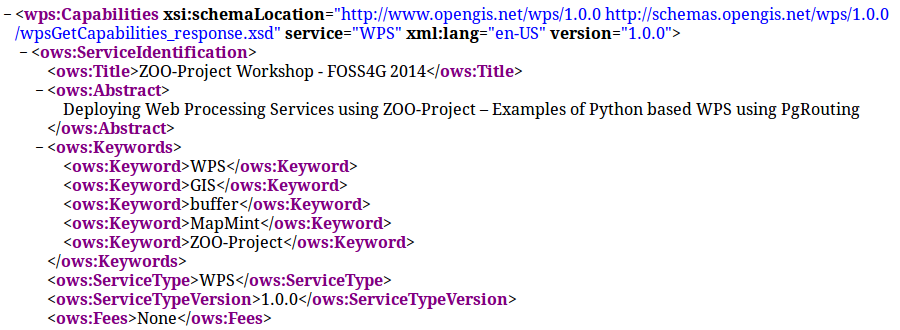 – <wps:Capabilities xsi:schemaLocation="http://www.opengis.net/wps/1.0.0 http://schemas.opengis.net/wps/1.0.0
/wpsGetCapabilities_response.xsd" service="WPS" xml:lang="en-US" version="1.0.0">
– <ows:ServiceIdentification>
<ows:Title>ZOO-Project Workshop - FOSS4G 2014</ows:Title>
– <ows:Abstract>
Deploying Web Processing Services using ZOO-Project – Examples of Python based WPS using PgRouting
</ows:Abstract>
– <ows:Keywords>
<ows:Keyword>WPS</ows:Keyword>
<ows:Keyword>GIS</ows:Keyword>
<ows:Keyword>buffer</ows:Keyword>
<ows:Keyword>MapMint</ows:Keyword>
<ows:Keyword>ZOO-Project</ows:Keyword>
</ows:Keywords>
<ows:ServiceType>WPS</ows:ServiceType>
<ows:ServiceTypeVersion>1.0.0</ows:ServiceTypeVersion>
<ows:Fees>None</ows:Fees>